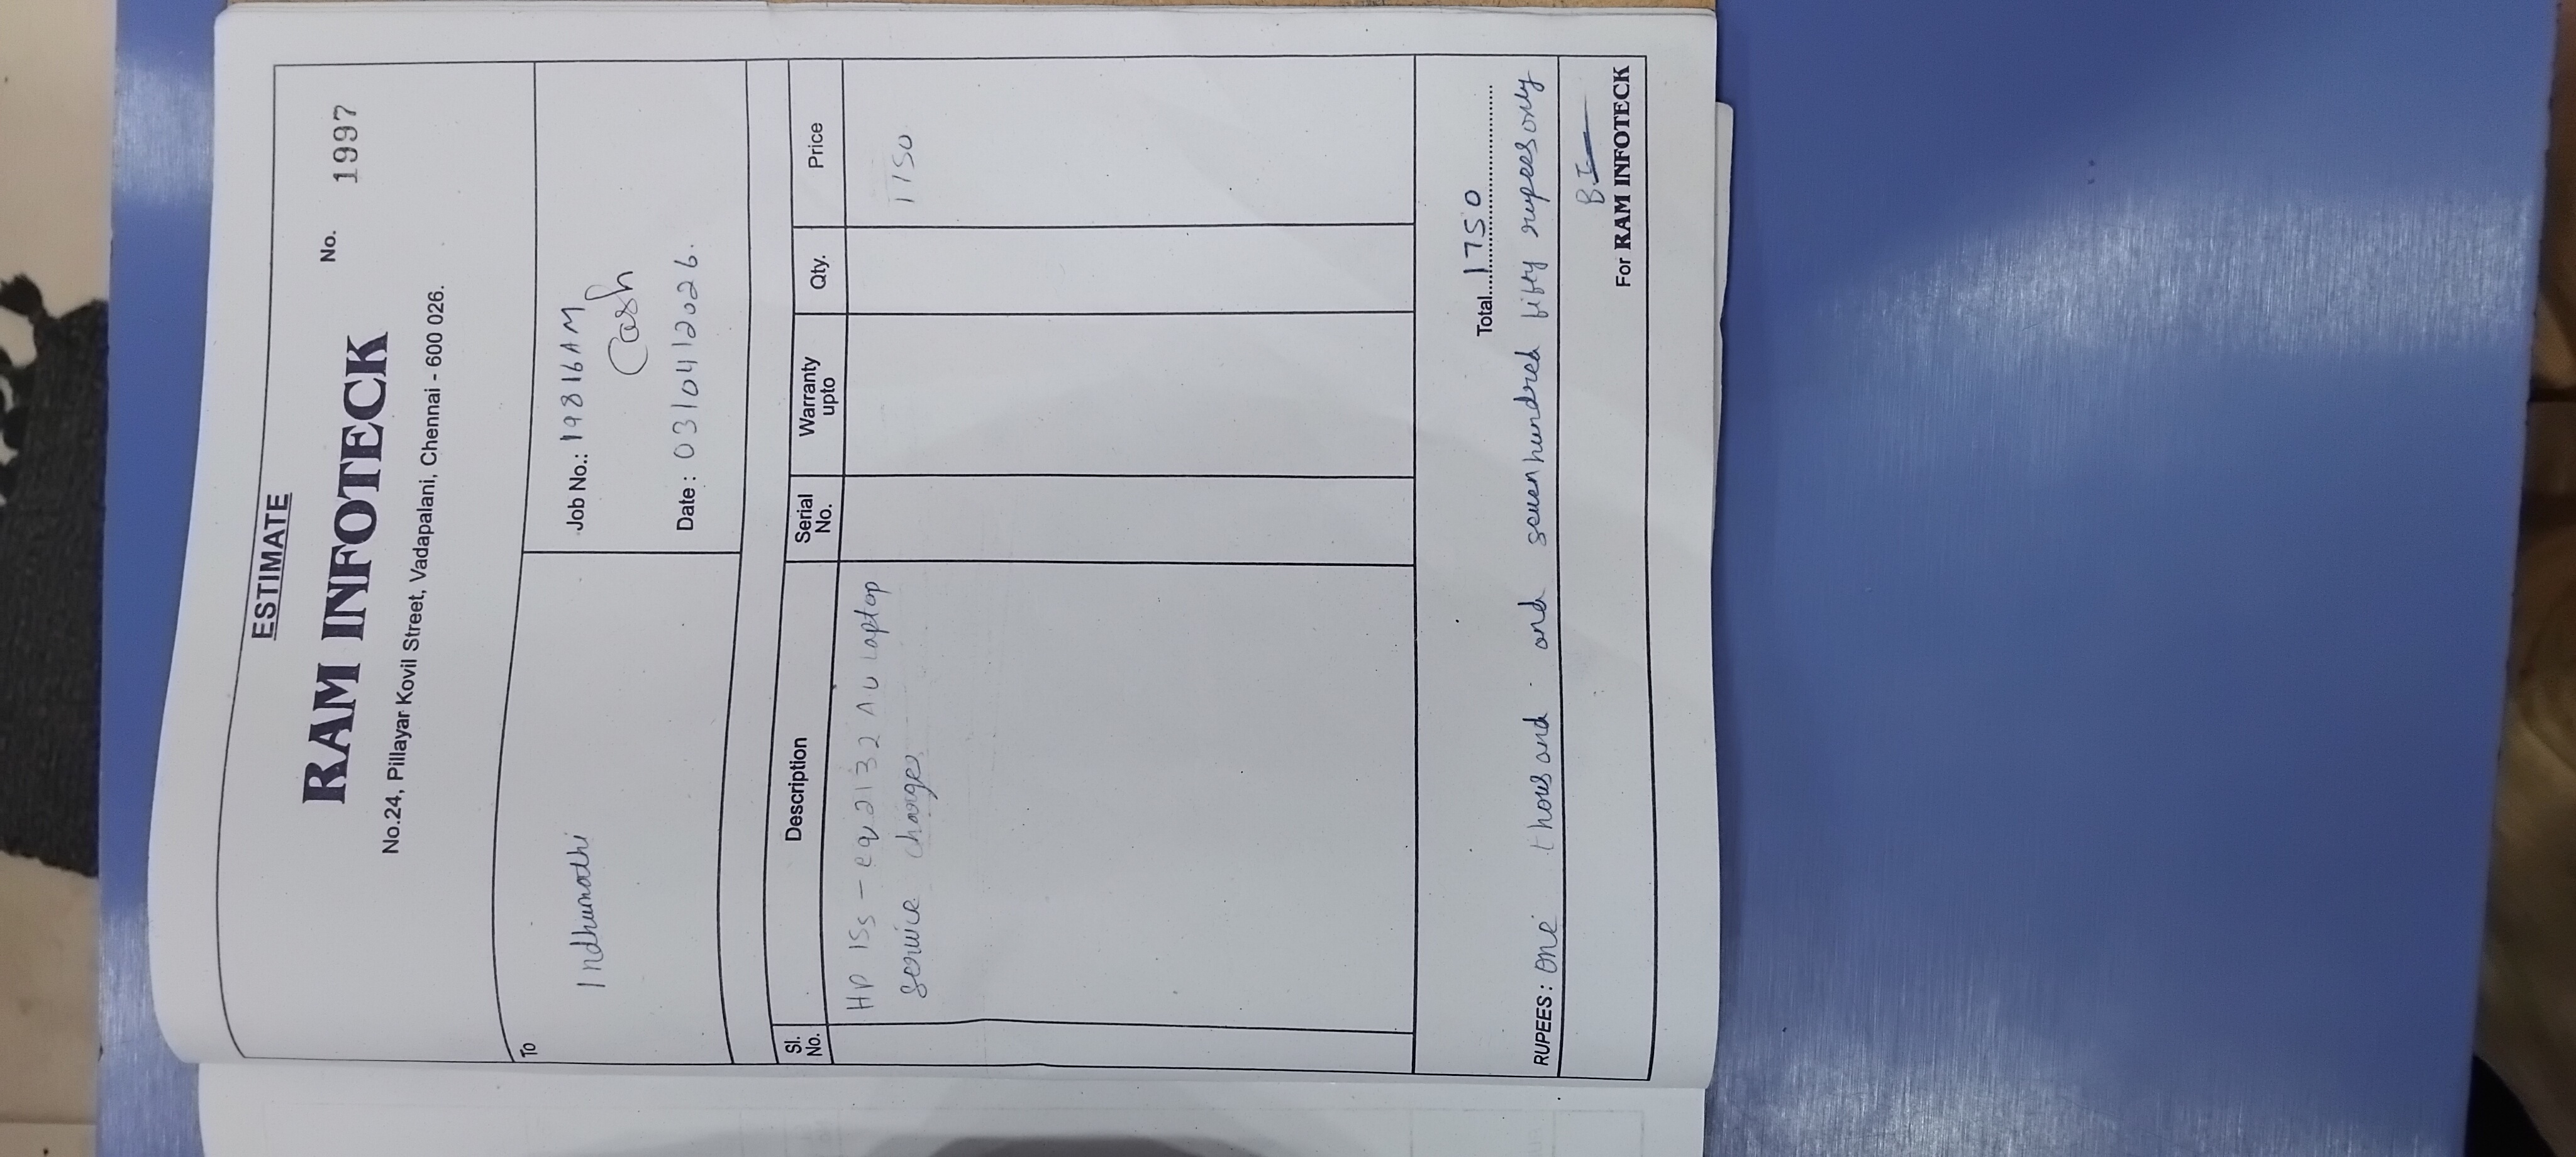 ESTIMATE
RAM INFOTECK
No. 1997
No.24, Pillayar Kovil Street, Vadapalani, Chennai - 600 026.
To
Indhumathi
Job No.: 19816AM
Cash
Date : 03/04/2026.
Sl. No. Description Serial No. Warranty upto Qty. Price
HP 15s - eq2132AU Laptop 1750
service charges
Total.....1750
RUPEES: One thousand and seven hundred fifty rupees only
For RAM INFOTECK